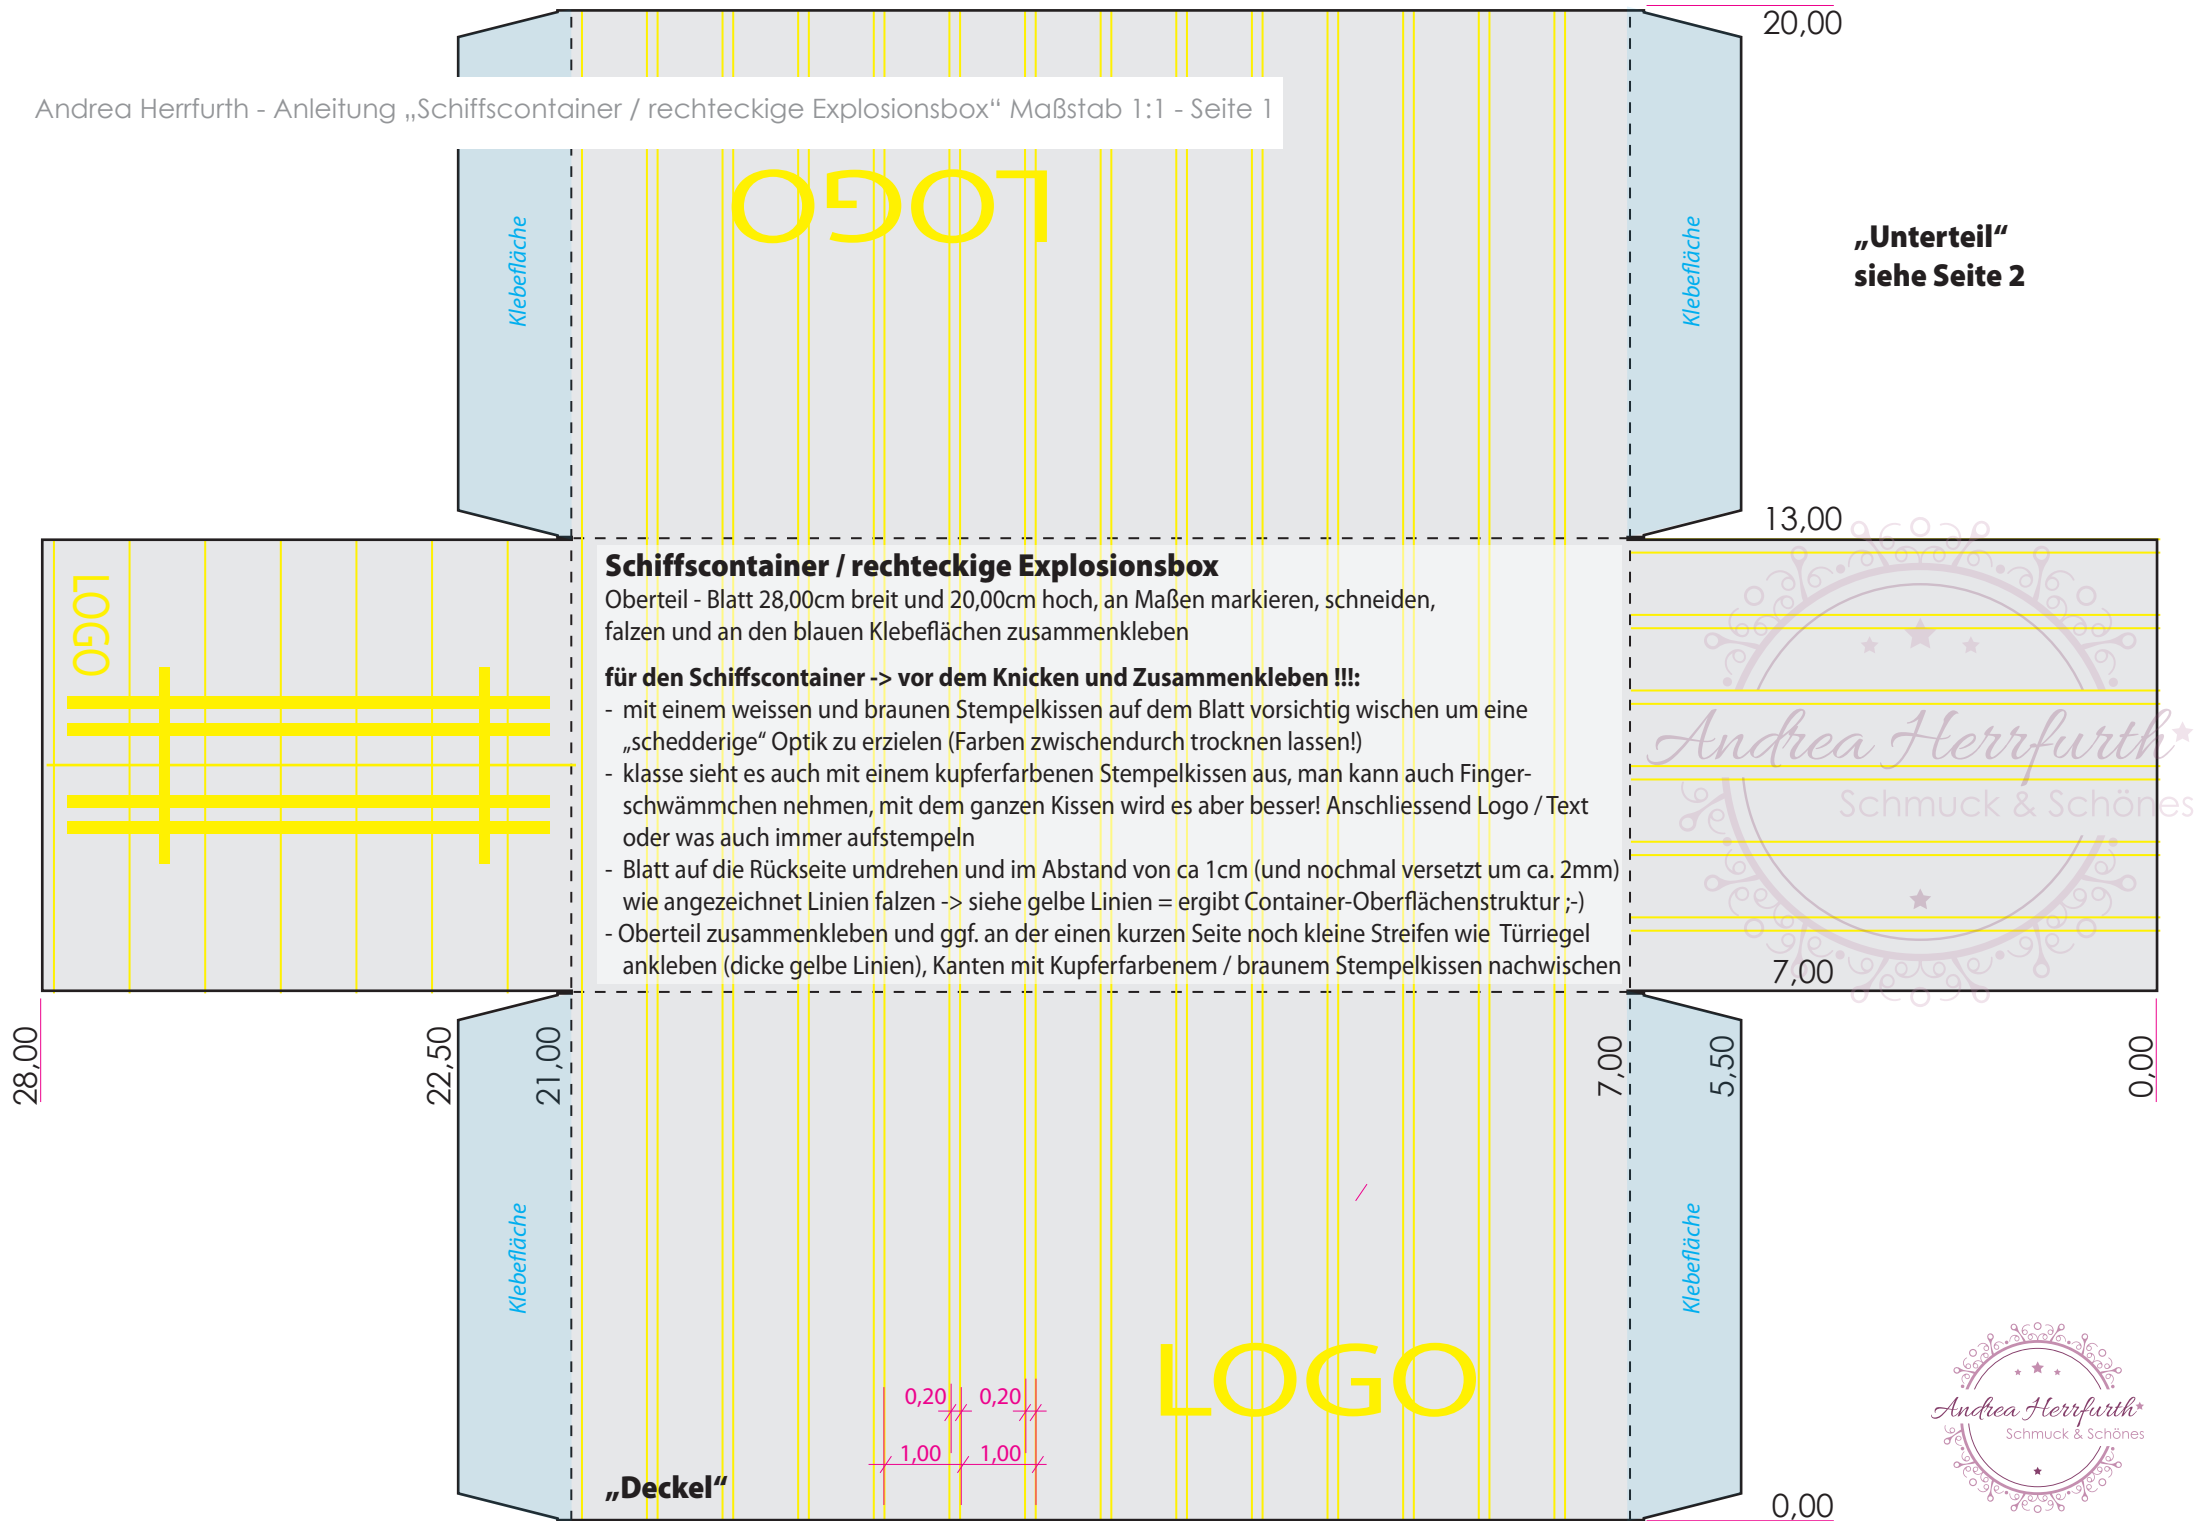 20,00
Andrea Herrfurth - Anleitung „Schiffscontainer / rechteckige Explosionsbox“ Maßstab 1:1 - Seite 1
LOGO
Klebefläche
Klebefläche
„Unterteil“
siehe Seite 2
13,00
LOGO
Schiffscontainer / rechteckige Explosionsbox
Oberteil - Blatt 28,00cm breit und 20,00cm hoch, an Maßen markieren, schneiden,
falzen und an den blauen Klebeflächen zusammenkleben
für den Schiffscontainer -> vor dem Knicken und Zusammenkleben !!!:
- mit einem weissen und braunen Stempelkissen auf dem Blatt vorsichtig wischen um eine
„schedderige“ Optik zu erzielen (Farben zwischendurch trocknen lassen!)
- klasse sieht es auch mit einem kupferfarbenen Stempelkissen aus, man kann auch Finger-
schwämmchen nehmen, mit dem ganzen Kissen wird es aber besser! Anschliessend Logo / Text
oder was auch immer aufstempeln
- Blatt auf die Rückseite umdrehen und im Abstand von ca 1cm (und nochmal versetzt um ca. 2mm)
wie angezeichnet Linien falzen -> siehe gelbe Linien = ergibt Container-Oberflächenstruktur ;-)
- Oberteil zusammenkleben und ggf. an der einen kurzen Seite noch kleine Streifen wie Türriegel
ankleben (dicke gelbe Linien), Kanten mit Kupferfarbenem / braunem Stempelkissen nachwischen
Andrea Herrfurth
Schmuck & Schönes
7,00
28,00
22,50
21,00
7,00
5,50
0,00
Klebefläche
Klebefläche
LOGO
0,20 0,20
1,00 1,00
„Deckel“
Andrea Herrfurth
Schmuck & Schönes
0,00